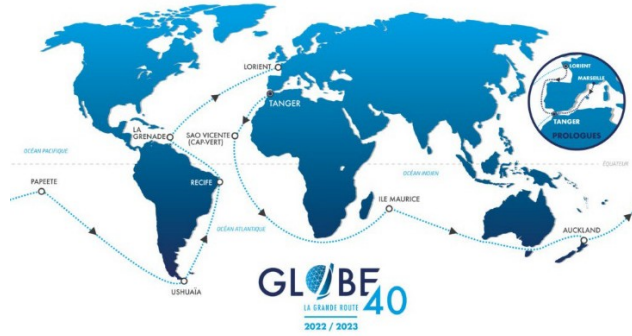 LORIENT
TANGER
LA
GRENADE
SAO VICENTE
(CAP-VERT)
OCÉAN PACIFIQUE
OCÉAN INDIEN
ÉQUATEUR
PAPEETE
RECIFE
ILE MAURICE
OCÉAN ATLANTIQUE
AUCKLAND
USHUAÏA
LORIENT
MARSEILLE
TANGER
PROLOGUES
GLOBE
40
LA GRANDE ROUTE
2022 / 2023